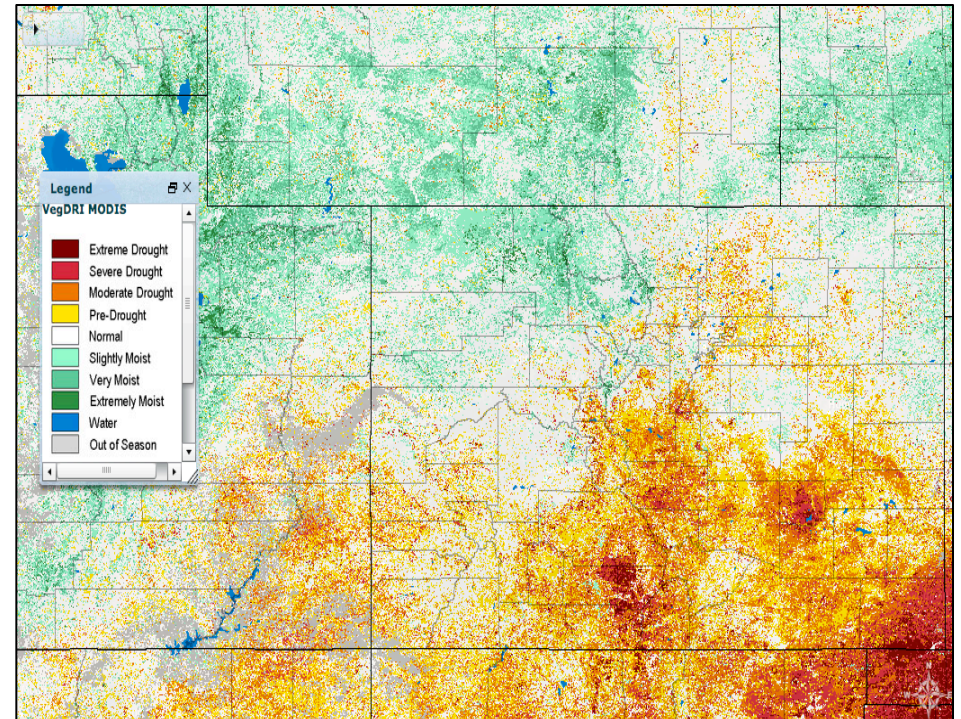 Legend
VegDRI MODIS
Extreme Drought
Severe Drought
Moderate Drought
Pre-Drought
Normal
Slightly Moist
Very Moist
Extremely Moist
Water
Out of Season
N